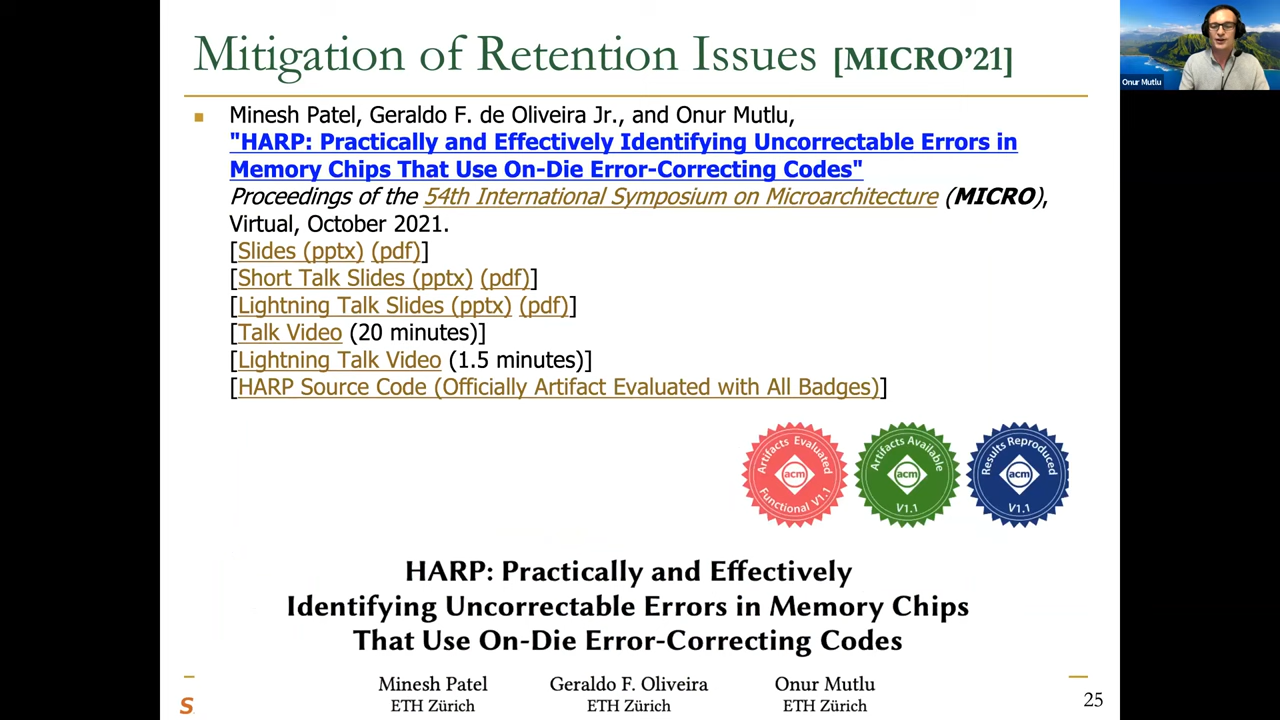 Mitigation of Retention Issues [MICRO'21]
Onur Mutlu
■ Minesh Patel, Geraldo F. de Oliveira Jr., and Onur Mutlu,
"HARP: Practically and Effectively Identifying Uncorrectable Errors in
Memory Chips That Use On-Die Error-Correcting Codes"
Proceedings of the 54th International Symposium on Microarchitecture (MICRO),
Virtual, October 2021.
[Slides (pptx) (pdf)]
[Short Talk Slides (pptx) (pdf)]
[Lightning Talk Slides (pptx) (pdf)]
[Talk Video (20 minutes)]
[Lightning Talk Video (1.5 minutes)]
[HARP Source Code (Officially Artifact Evaluated with All Badges)]
Artifacts Evaluated
acm
Functional V1.1
Artifacts Available
acm
V1.1
Results Reproduced
acm
V1.1
HARP: Practically and Effectively
Identifying Uncorrectable Errors in Memory Chips
That Use On-Die Error-Correcting Codes
Minesh Patel Geraldo F. Oliveira Onur Mutlu
ETH Zürich ETH Zürich ETH Zürich
S
25